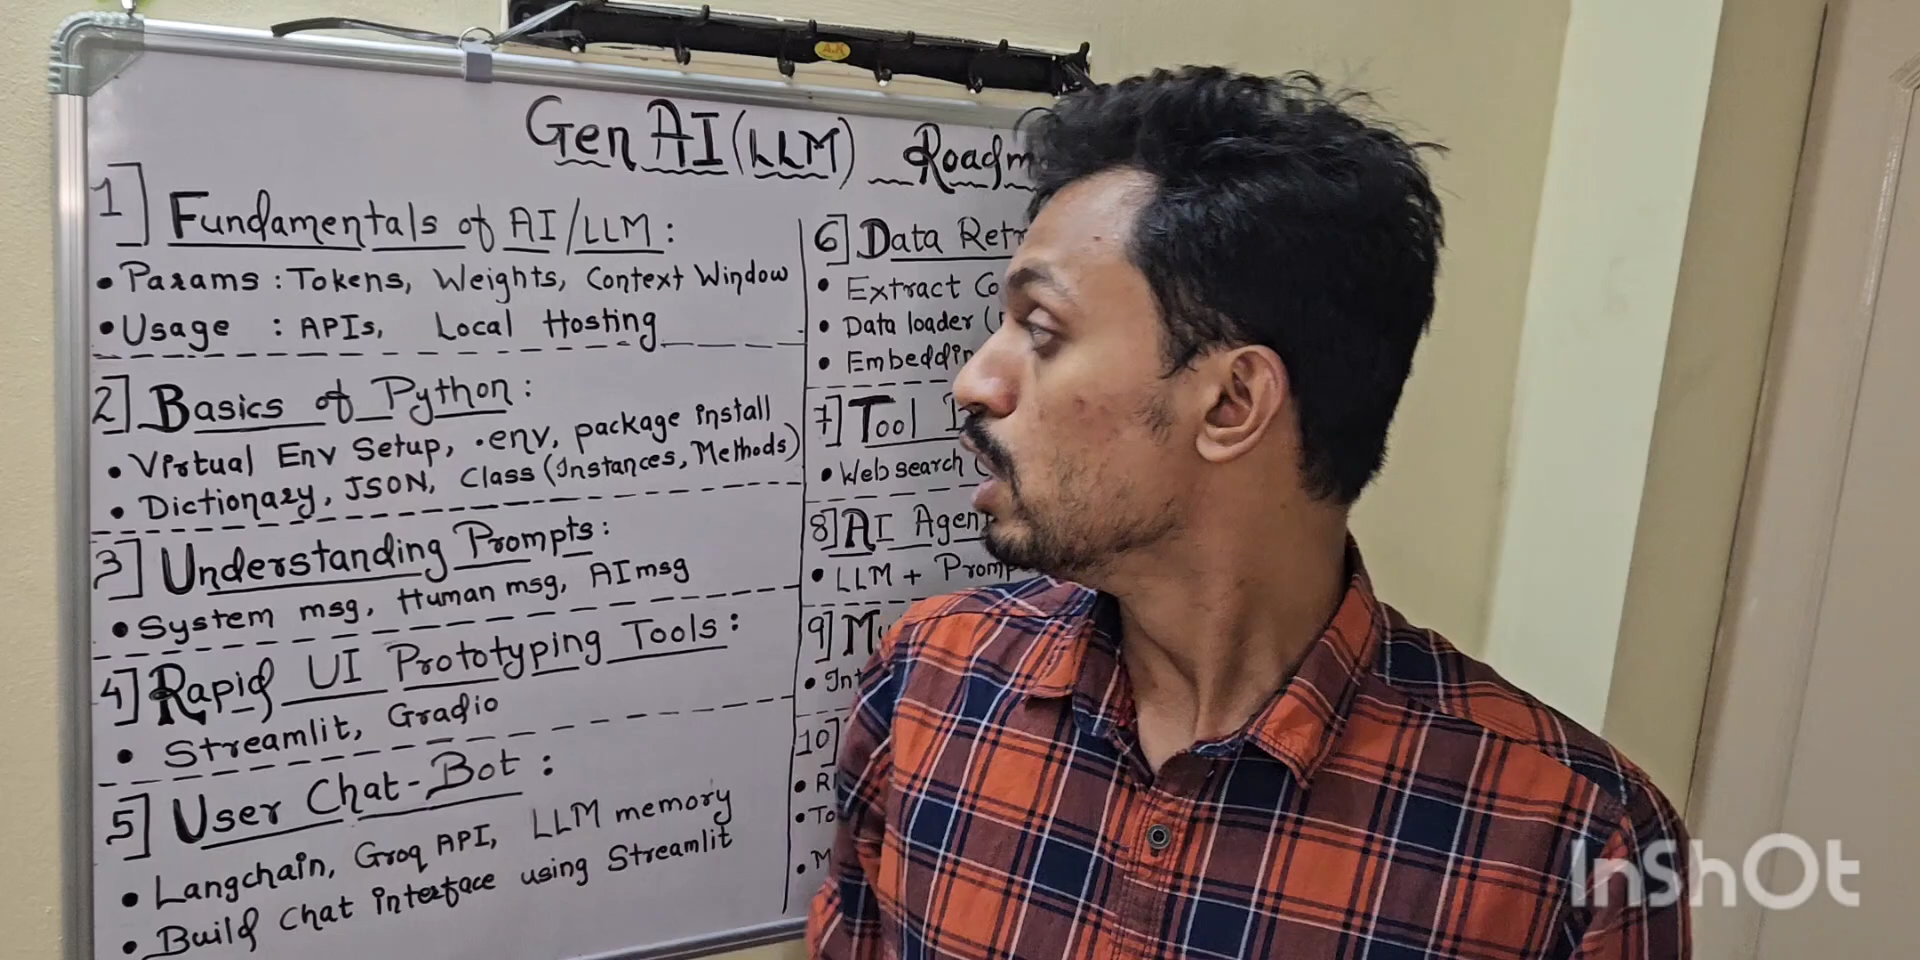 A.K
Gen AI (LLM) Roadm
1] Fundamentals of AI/LLM:
• Params : Tokens, Weights, Context Window
• Usage : APIs, Local Hosting
2] Basics of Python:
• Virtual Env Setup, .env, package install
• Dictionary, JSON, Class (Instances, Methods)
3] Understanding Prompts:
• System msg, Human msg, AI msg
4] Rapid UI Prototyping Tools:
• Streamlit, Gradio
5] User Chat-Bot:
• Langchain, Groq API, LLM memory
• Build Chat interface using Streamlit
6] Data Retr
• Extract Co
• Data loader (
• Embeddin
7] Tool I
• Web search (
8] AI Agen
• LLM + Promp
9] Mu
• Int
10]
• R
• To
• M
InShOt